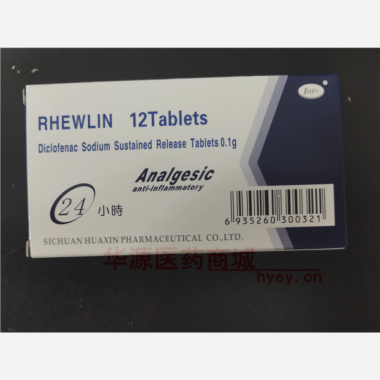 RHEWLIN 12Tablets
Diclofenac Sodium Sustained Release Tablets 0.1g
Analgesic
anti-inflammatory
24 小時
6 935260 300321
SICHUAN HUAXIN PHARMACEUTICAL CO.,LTD.
华源医药商城
hyey.cn